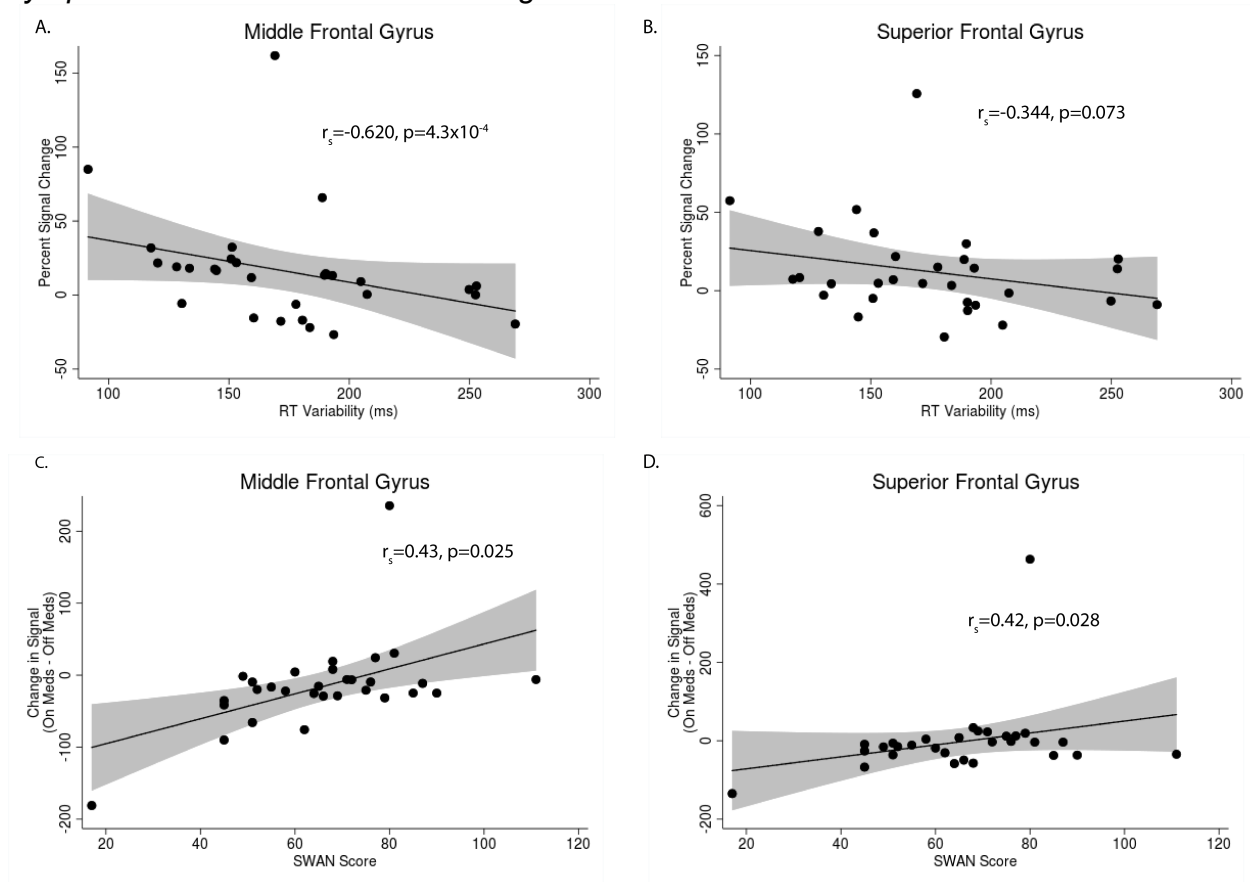 A.
Middle Frontal Gyrus
rs=-0.620, p=4.3x10-4
Percent Signal Change
150
100
50
0
-50
100 150 200 250 300
RT Variability (ms)
B.
Superior Frontal Gyrus
rs=-0.344, p=0.073
Percent Signal Change
150
100
50
0
-50
100 150 200 250 300
RT Variability (ms)
C.
Middle Frontal Gyrus
rs=0.43, p=0.025
Change in Signal
(On Meds - Off Meds)
200
100
0
-100
-200
20 40 60 80 100 120
SWAN Score
D.
Superior Frontal Gyrus
rs=0.42, p=0.028
Change in Signal
(On Meds - Off Meds)
600
400
200
0
-200
20 40 60 80 100 120
SWAN Score